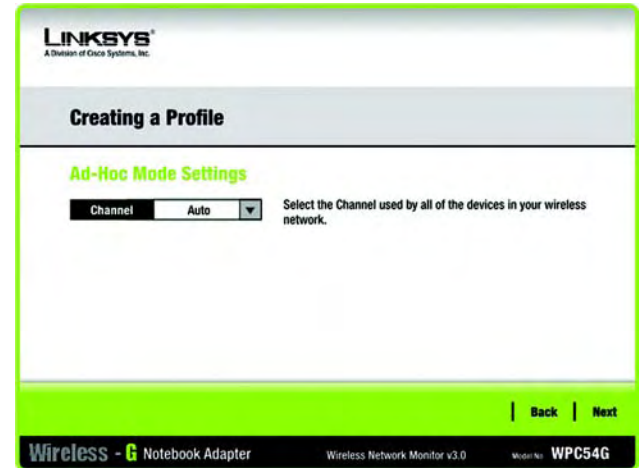 LINKSYS®
A Division of Cisco Systems, Inc.
Creating a Profile
Ad-Hoc Mode Settings
Channel Auto
Select the Channel used by all of the devices in your wireless
network.
Back Next
Wireless - G Notebook Adapter Wireless Network Monitor v3.0 Model No WPC54G